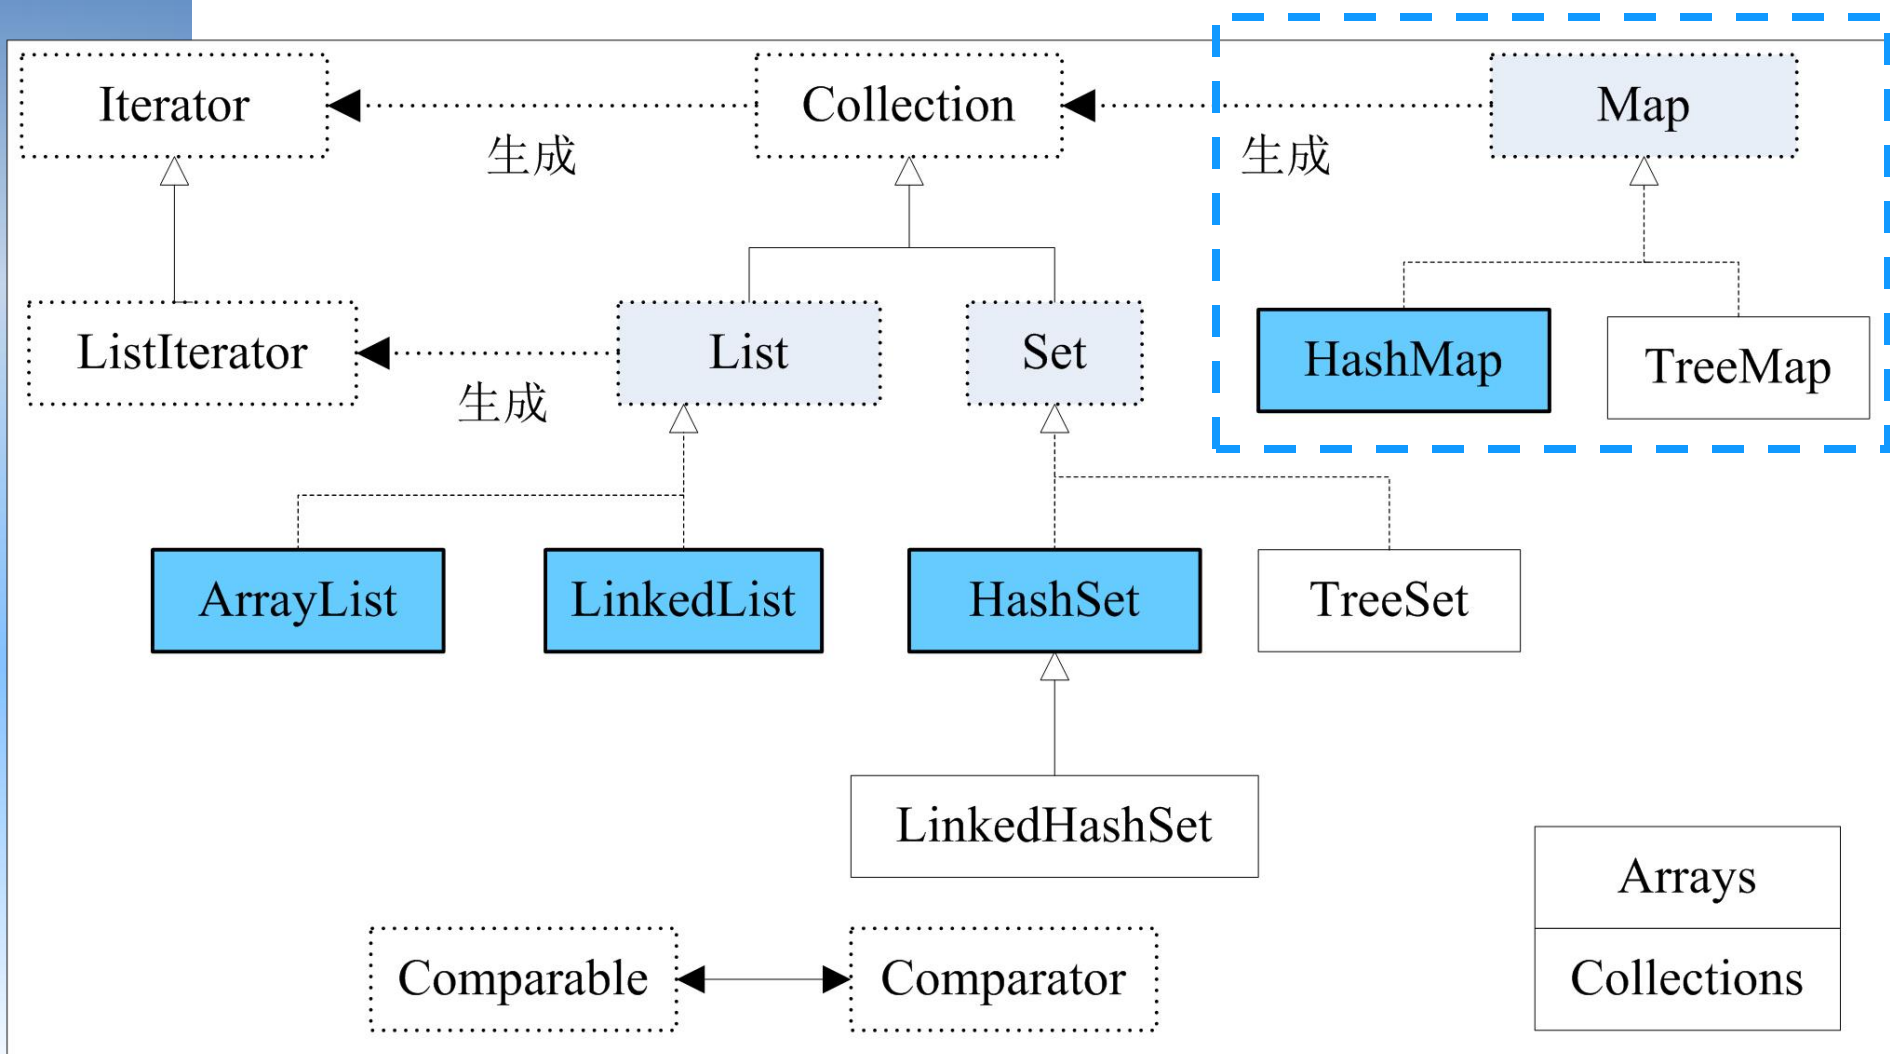 Iterator
Collection
Map
生成
生成
ListIterator
List
Set
HashMap
TreeMap
生成
ArrayList
LinkedList
HashSet
TreeSet
LinkedHashSet
Arrays
Comparable
Comparator
Collections